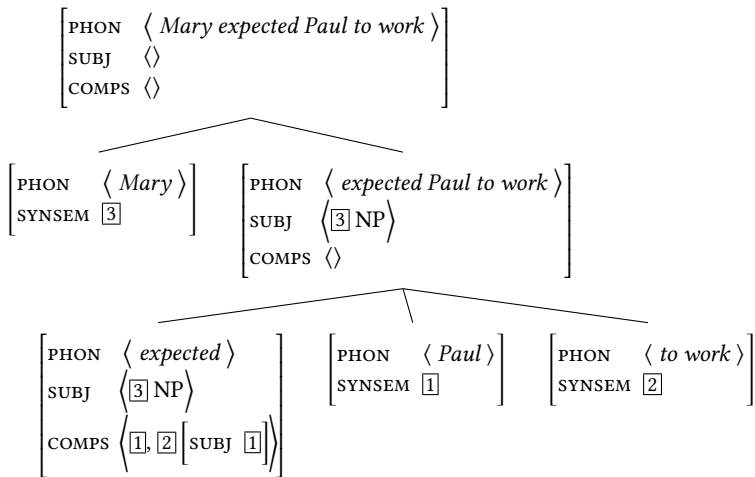 PHON ⟨ Mary expected Paul to work ⟩
SUBJ ⟨⟩
COMPS ⟨⟩
PHON ⟨ Mary ⟩
SYNSEM 3
PHON ⟨ expected Paul to work ⟩
SUBJ ⟨ 3 NP ⟩
COMPS ⟨⟩
PHON ⟨ expected ⟩
SUBJ ⟨ 3 NP ⟩
COMPS ⟨ 1, 2 [SUBJ 1] ⟩
PHON ⟨ Paul ⟩
SYNSEM 1
PHON ⟨ to work ⟩
SYNSEM 2